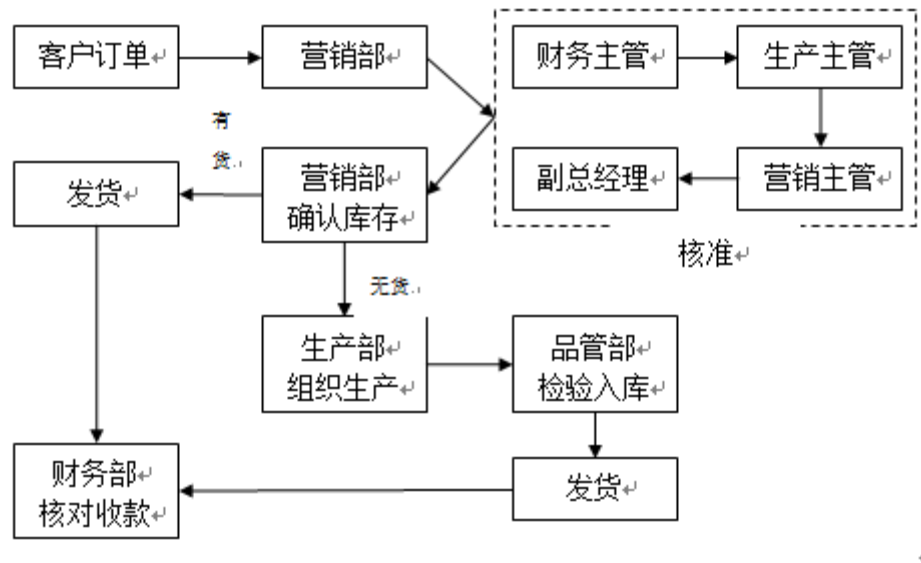 客户订单
营销部
财务主管
生产主管
有
货
发货
营销部
确认库存
副总经理
营销主管
核准
无货
生产部
组织生产
品管部
检验入库
财务部
核对收款
发货